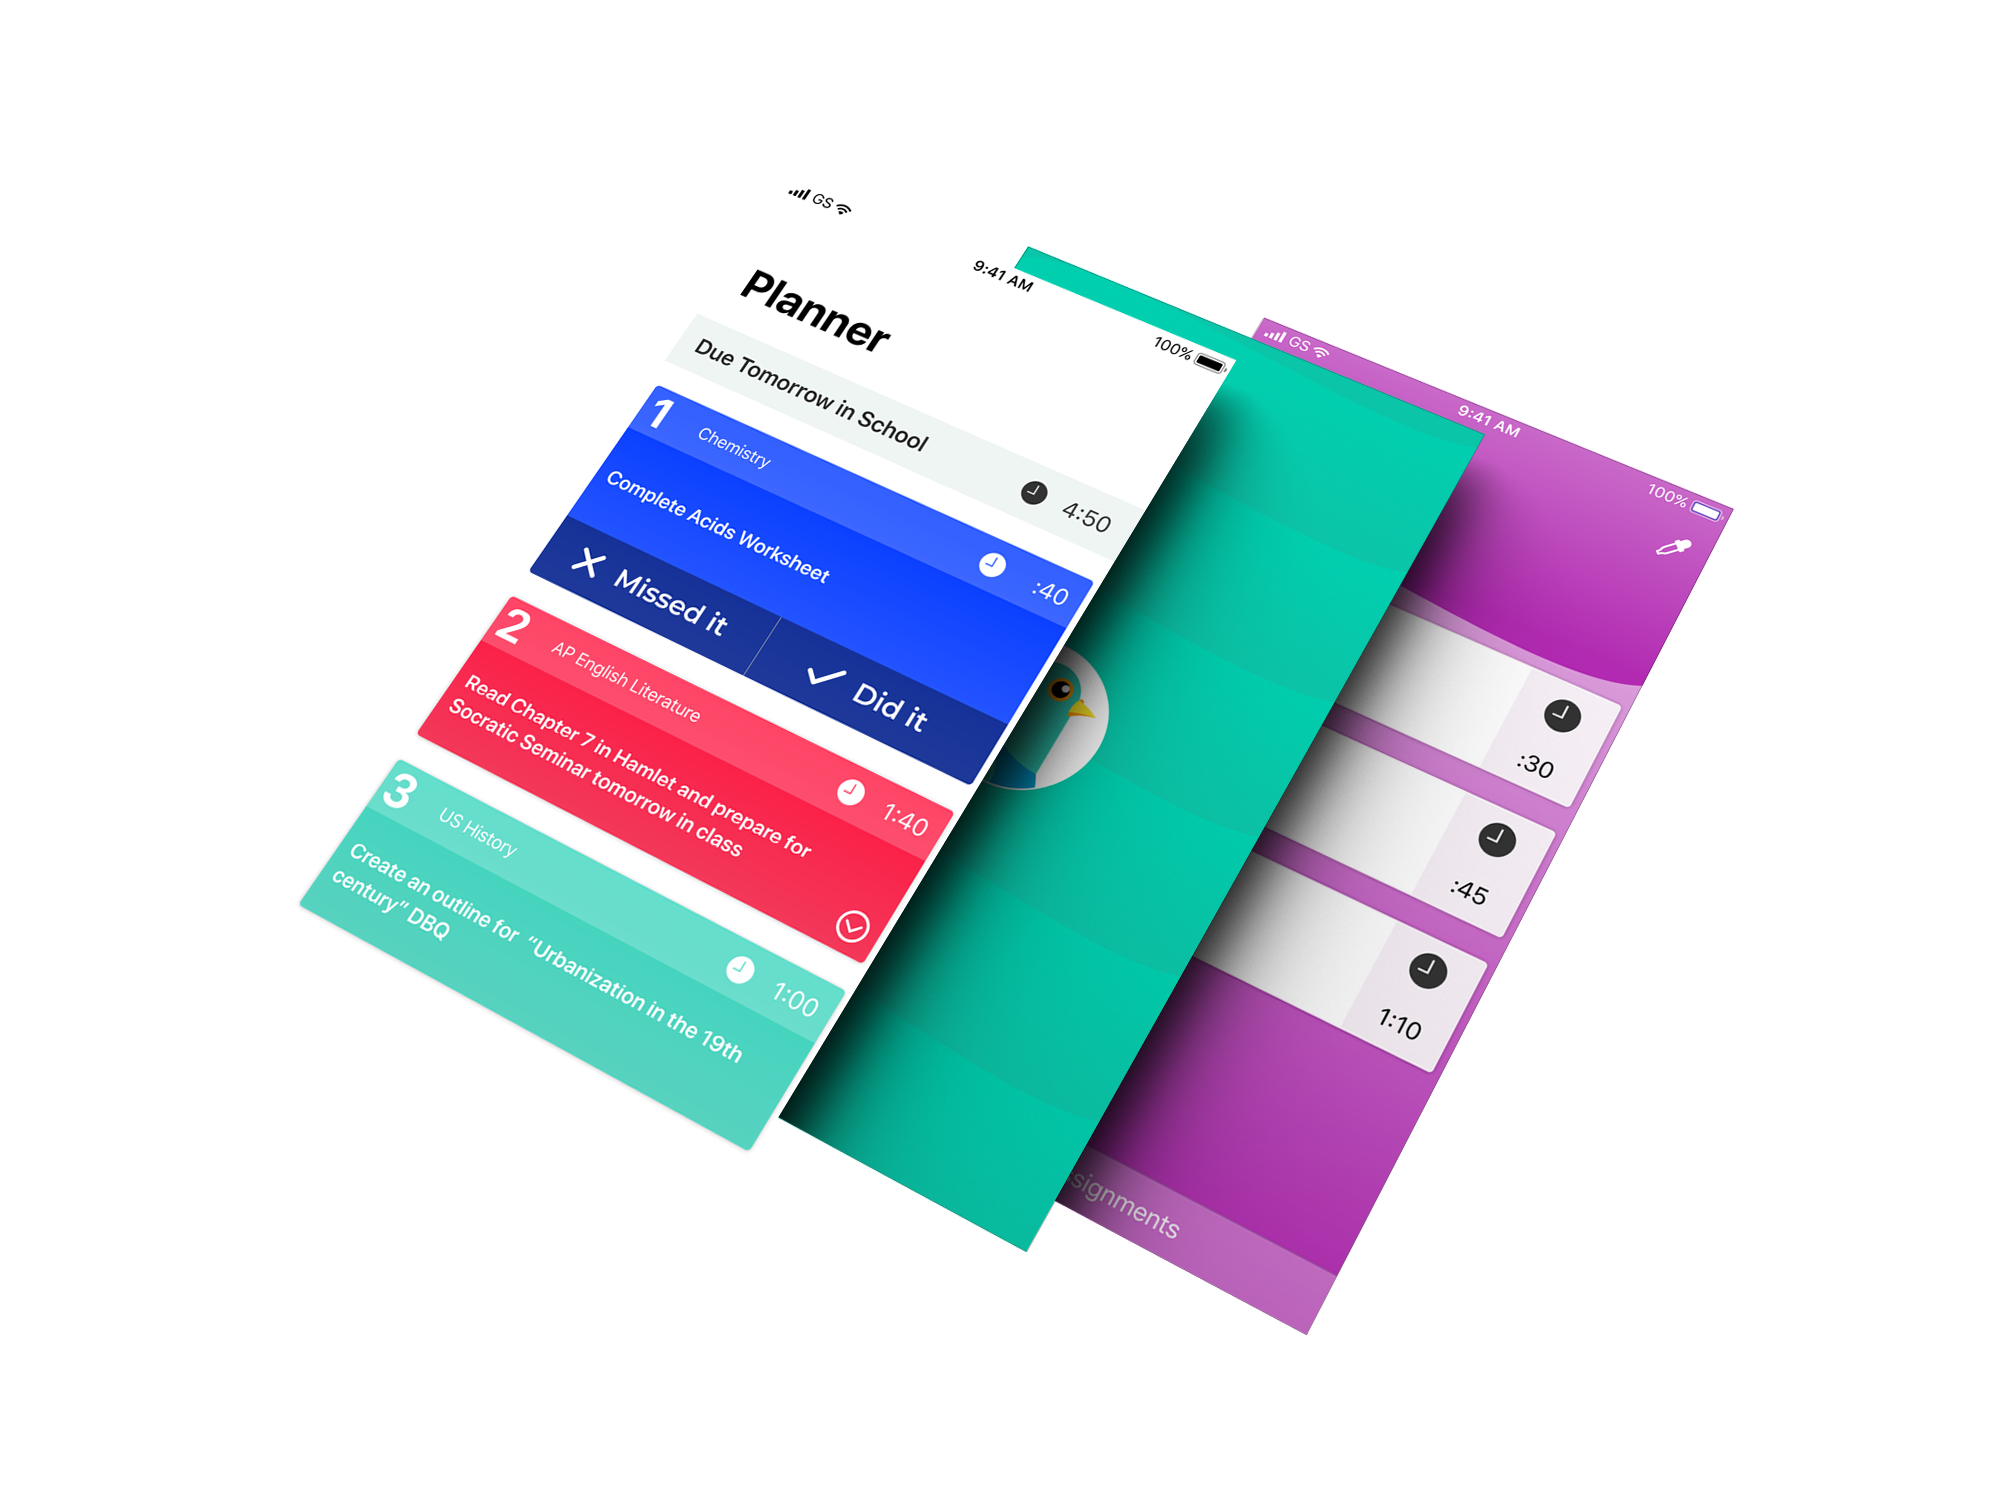 GS
9:41 AM
100%
Planner
Due Tomorrow in School
4:50
1
Chemistry
:40
Complete Acids Worksheet
Missed it
Did it
2
AP English Literature
1:40
Read Chapter 7 in Hamlet and prepare for
Socratic Seminar tomorrow in class
3
US History
1:00
Create an outline for “Urbanization in the 19th
century” DBQ
GS
9:41 AM
100%
:30
:45
1:10
signments